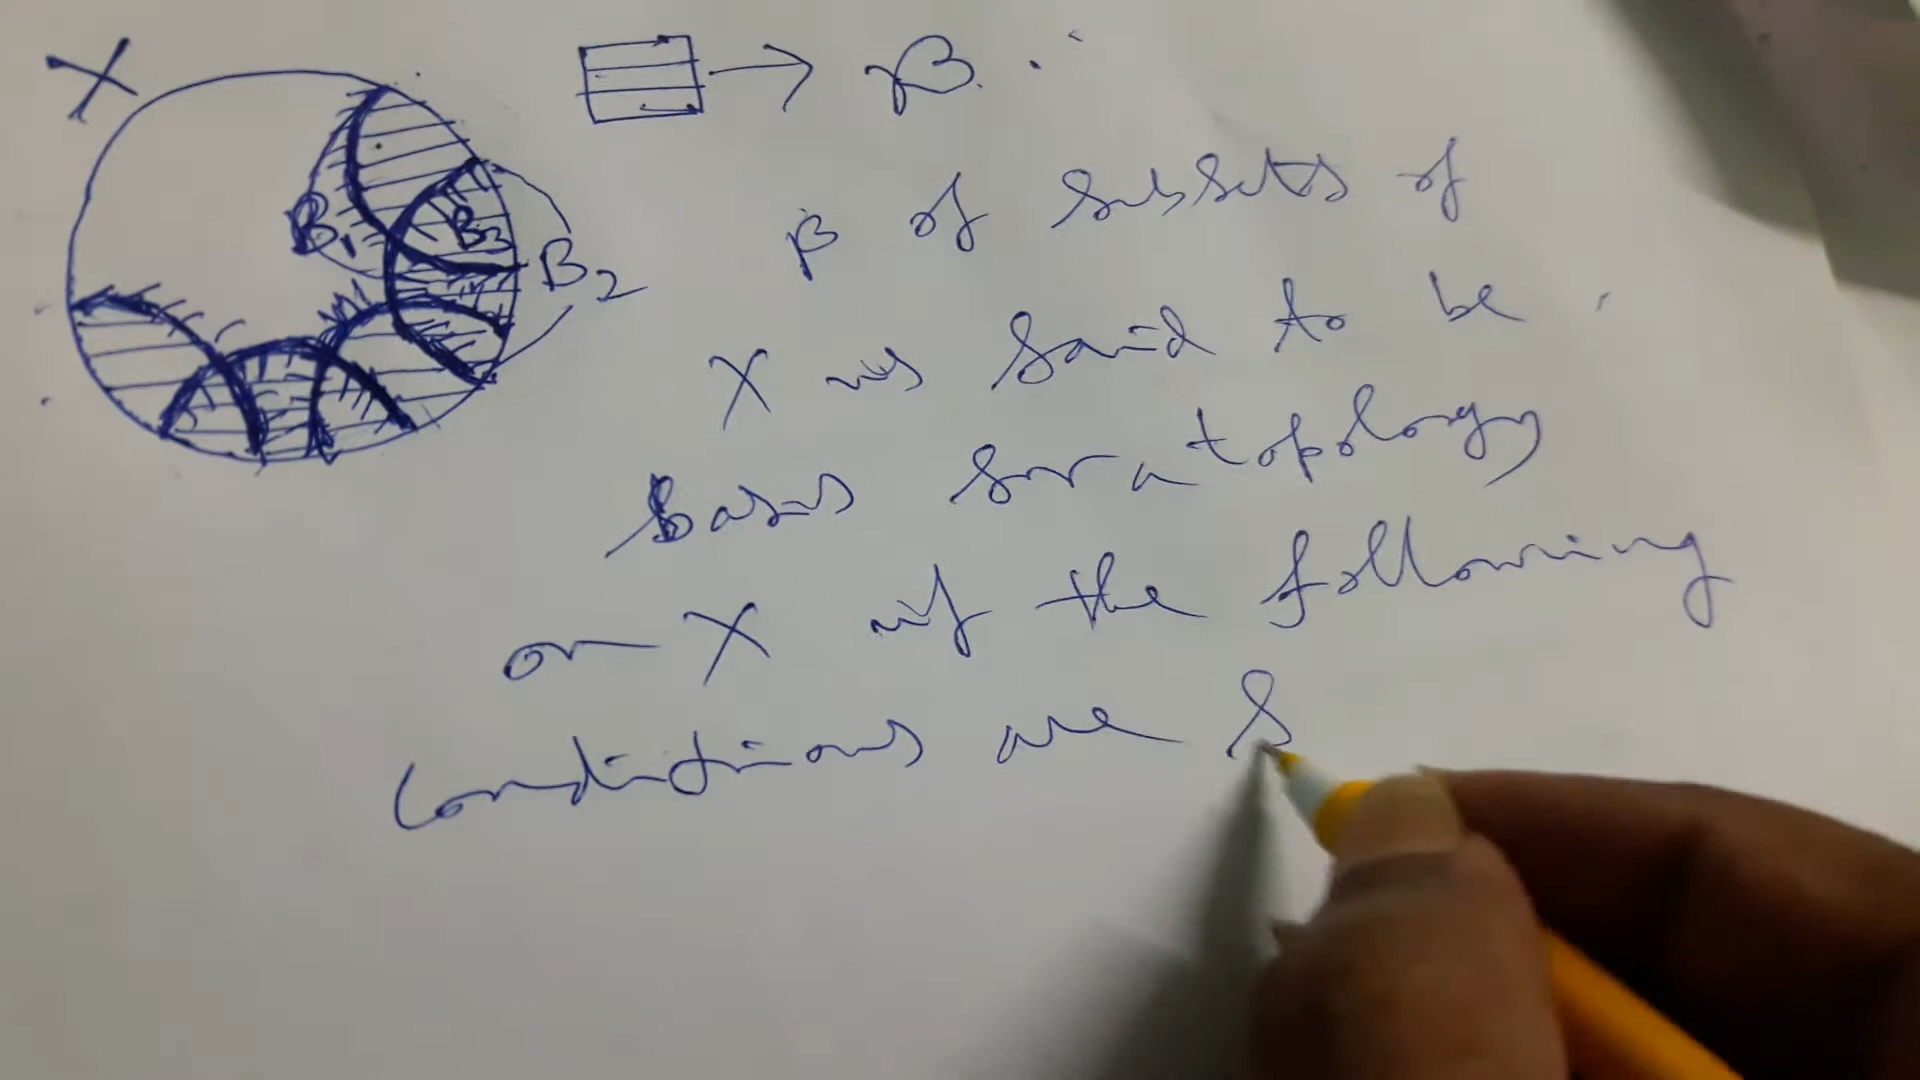 X
→ β.
B₁
B₃
B₂
β of subsets of
X is said to be
basis for a topology
on X if the following
conditions are S